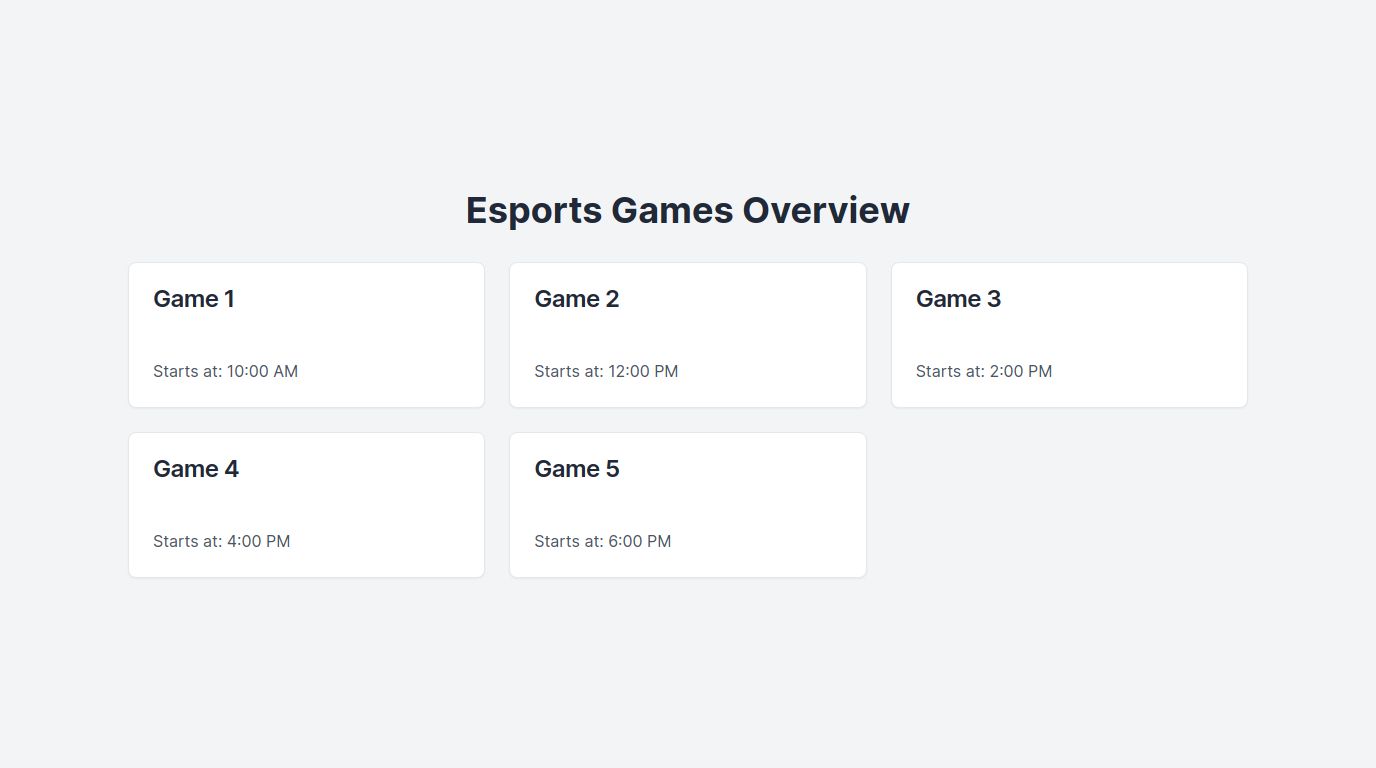 Esports Games Overview
Game 1
Starts at: 10:00 AM
Game 2
Starts at: 12:00 PM
Game 3
Starts at: 2:00 PM
Game 4
Starts at: 4:00 PM
Game 5
Starts at: 6:00 PM